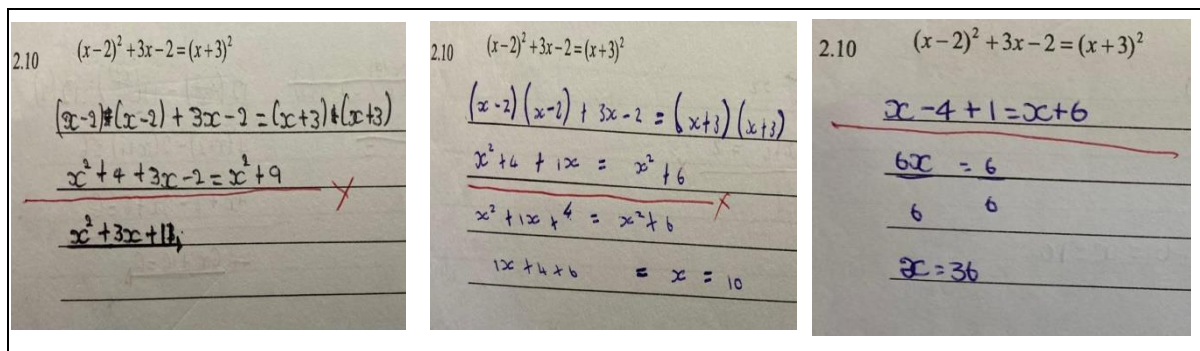 2.10 (x-2)² +3x-2=(x+3)²
(x-2)*(x-2) + 3x-2 = (x+3)*(x+3)
x² + 4 + 3x - 2 = x² + 9
x² + 3x + 11
2.10 (x-2)² +3x-2=(x+3)²
(x-2)(x-2) + 3x-2 = (x+3)(x+3)
x² + 4 + 1x = x² + 6
x² + 1x + 4 = x² + 6
1x + 4 + 6 = x = 10
2.10 (x-2)² +3x-2=(x+3)²
x - 4 + 1 = x + 6
6x = 6
6 6
x = 36